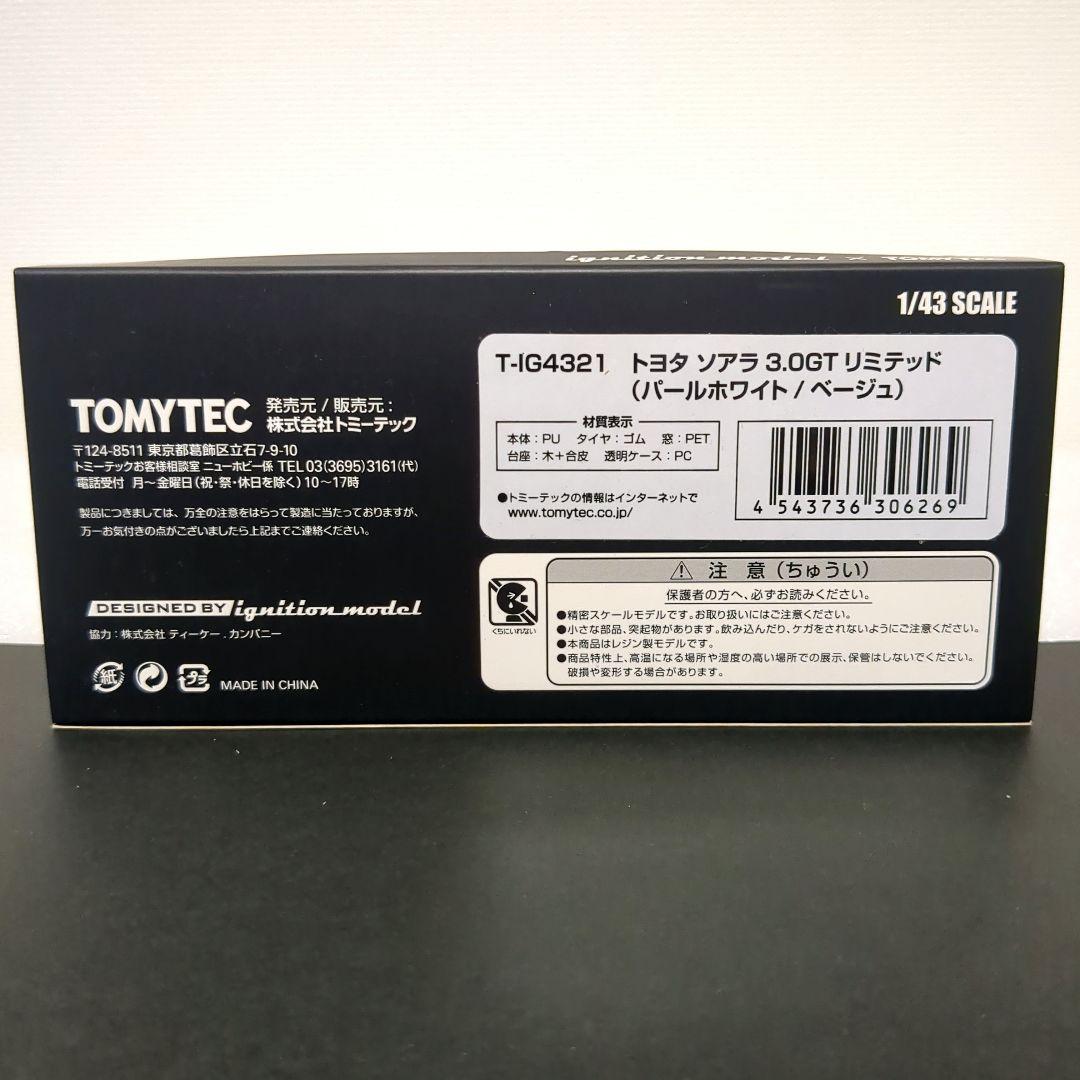 ignition model × TOMYTEC
1/43 SCALE
TOMYTEC 発売元 / 販売元 :
株式会社トミーテック
〒124-8511 東京都葛飾区立石7-9-10
トミーテックお客様相談室 ニューホビー係 TEL 03(3695)3161(代)
電話受付 月〜金曜日(祝・祭・休日を除く)10〜17時
製品につきましては、万全の注意をはらって製造に当たっておりますが、
万一お気付きの点がございましたら上記までご連絡ください。
DESIGNED BY ignition model
協力 : 株式会社 ティーケー. カンパニー
紙
プラ
MADE IN CHINA
T-IG4321 トヨタ ソアラ 3.0GT リミテッド
(パールホワイト / ベージュ)
材質表示
本体 : PU タイヤ : ゴム 窓 : PET
台座 : 木+合皮 透明ケース : PC
●トミーテックの情報はインターネットで
www.tomytec.co.jp/
4 543736 306269
くちにいれない
⚠ 注 意 (ちゅうい)
保護者の方へ、必ずお読みください。
●精密スケールモデルです。お取り扱いにはご注意ください。
●小さな部品、突起物があります。飲み込んだり、ケガをされないようにご注意ください。
●本商品はレジン製モデルです。
●商品特性上、高温になる場所や湿度の高い場所での展示、保管はしないでください。
破損や変形する場合があります。